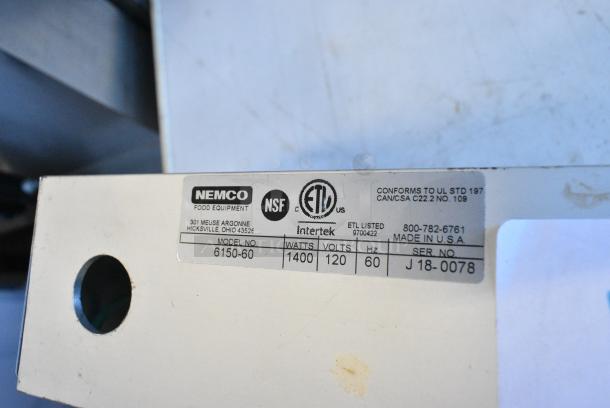 NEMCO
FOOD EQUIPMENT
301 MEUSE ARGONNE
HICKSVILLE, OHIO 43526
NSF
C ETL US
Intertek
ETL LISTED
9700422
CONFORMS TO UL STD 197
CAN/CSA C22.2 NO. 109
800-782-6761
MADE IN U.S.A.
MODEL NO. WATTS VOLTS Hz SER. NO.
6150-60 1400 120 60 J 18-0078